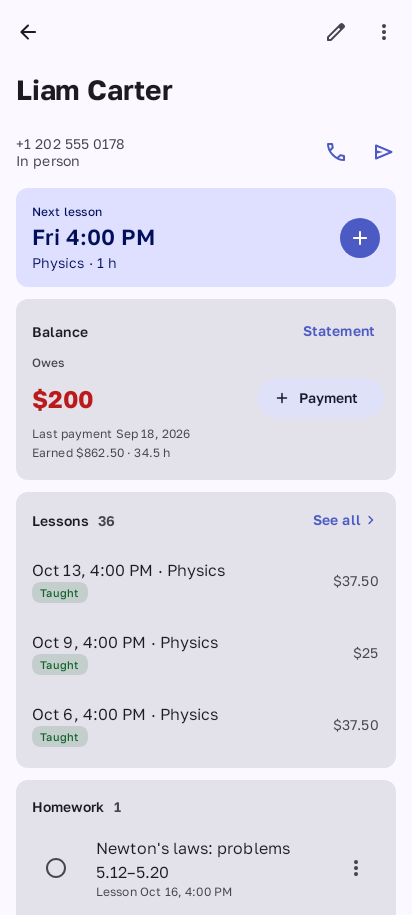 Liam Carter
+1 202 555 0178
In person
Next lesson
Fri 4:00 PM
Physics · 1 h
Balance
Statement
Owes
$200
Payment
Last payment Sep 18, 2026
Earned $862.50 · 34.5 h
Lessons 36
See all
Oct 13, 4:00 PM · Physics
Taught
$37.50
Oct 9, 4:00 PM · Physics
Taught
$25
Oct 6, 4:00 PM · Physics
Taught
$37.50
Homework 1
Newton's laws: problems
5.12–5.20
Lesson Oct 16, 4:00 PM